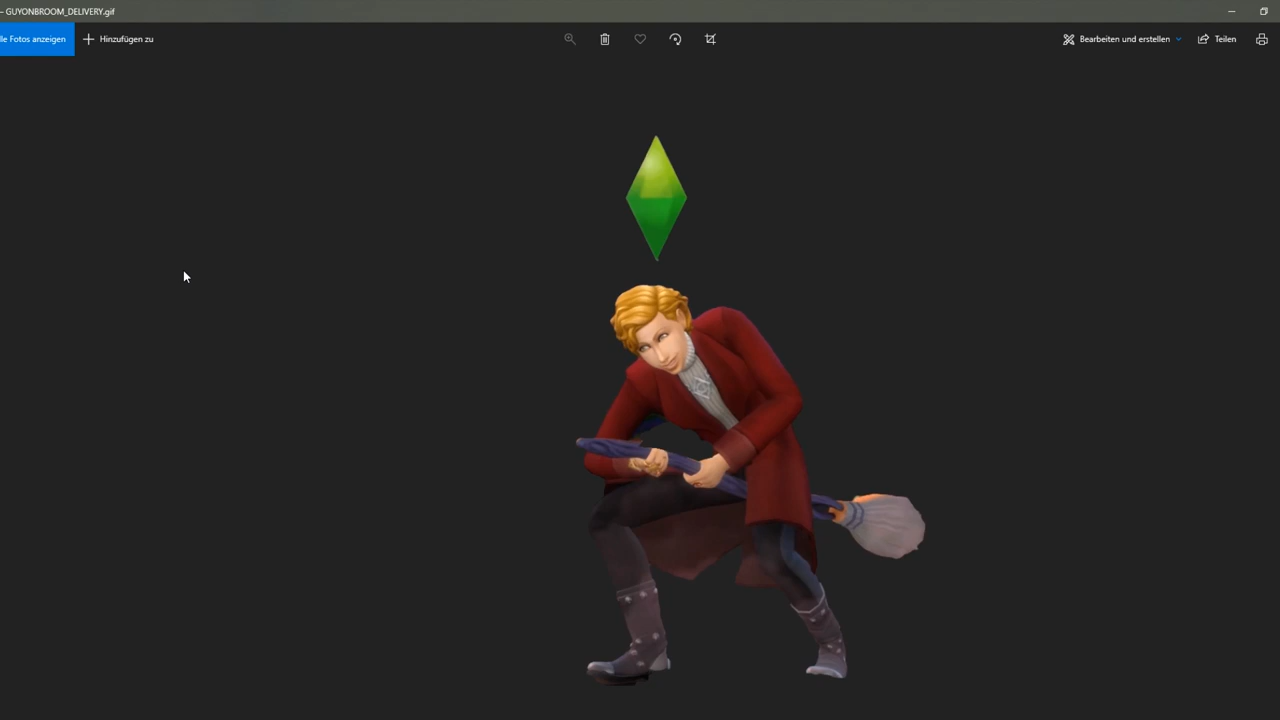 - GUYONBROOM_DELIVERY.gif
lle Fotos anzeigen
Hinzufügen zu
Bearbeiten und erstellen
Teilen